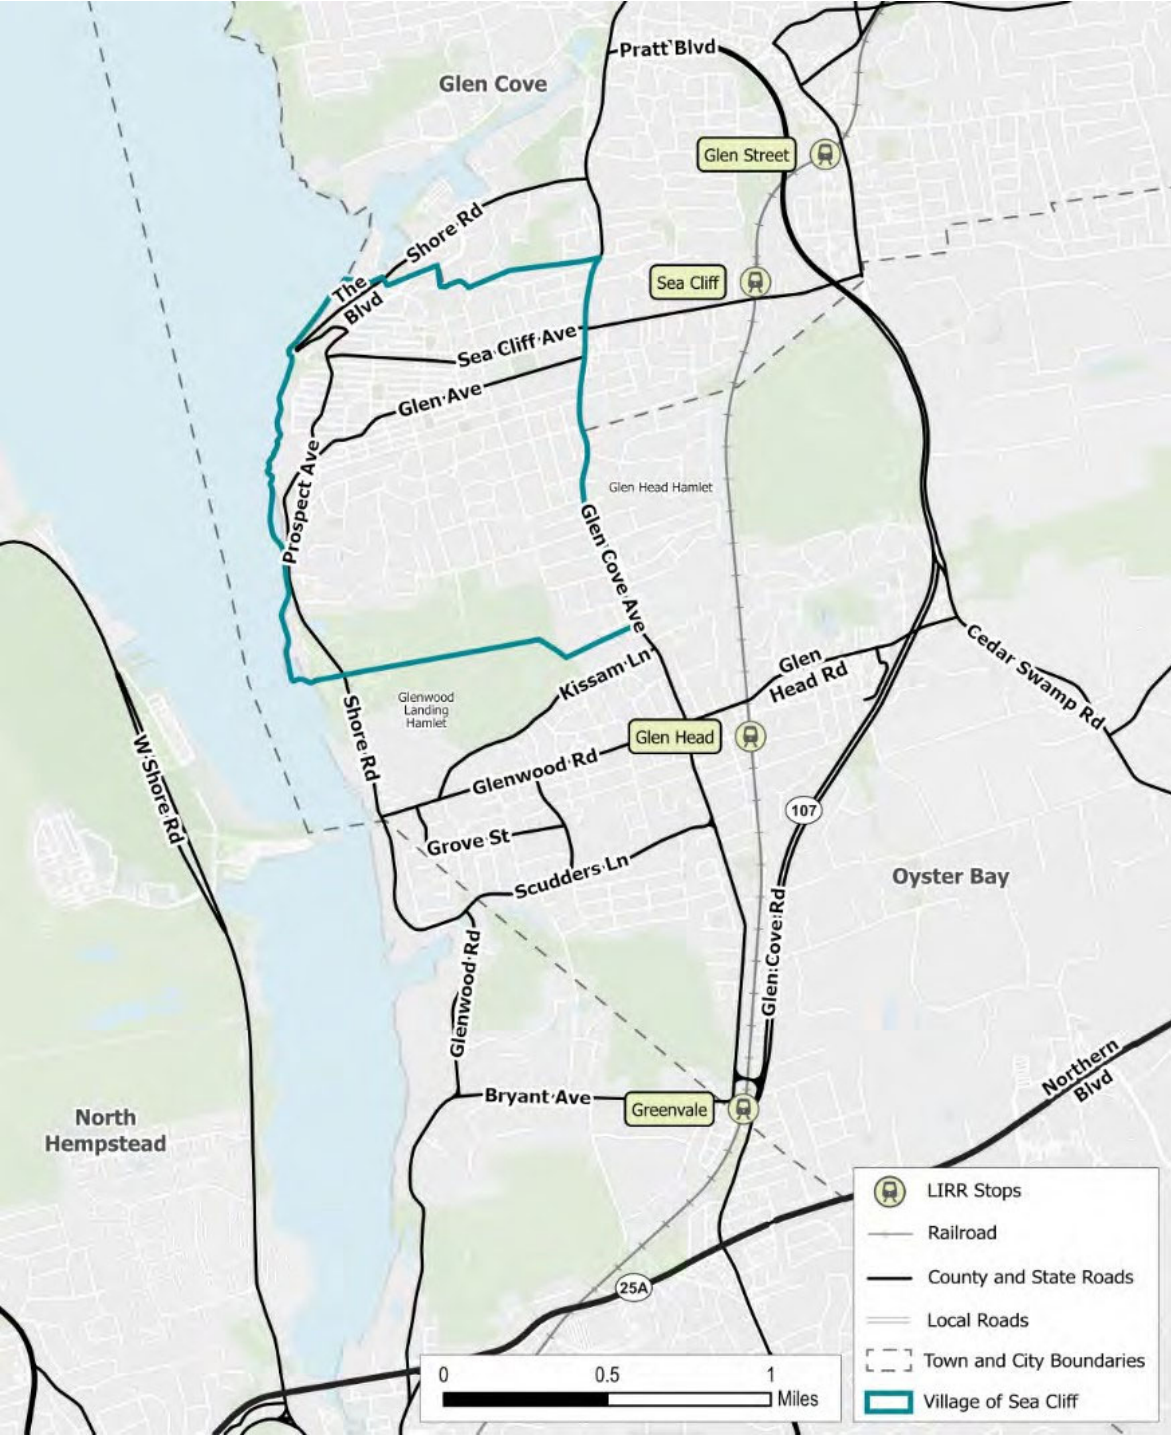 Pratt Blvd
Glen Cove
Glen Street
Shore Rd
Sea Cliff
The
Blvd
Sea Cliff Ave
Glen Ave
Prospect Ave
Glen Head Hamlet
Glen Cove Ave
Kissam Ln
Glen
Head Rd
Cedar Swamp Rd
Glenwood
Landing
Hamlet
Shore Rd
Glen Head
W Shore Rd
Glenwood Rd
107
Grove St
Scudders Ln
Oyster Bay
Glenwood Rd
Glen Cove Rd
Northern
Blvd
Bryant Ave
Greenvale
North
Hempstead
25A
LIRR Stops
Railroad
County and State Roads
Local Roads
Town and City Boundaries
Village of Sea Cliff
0 0.5 1
Miles